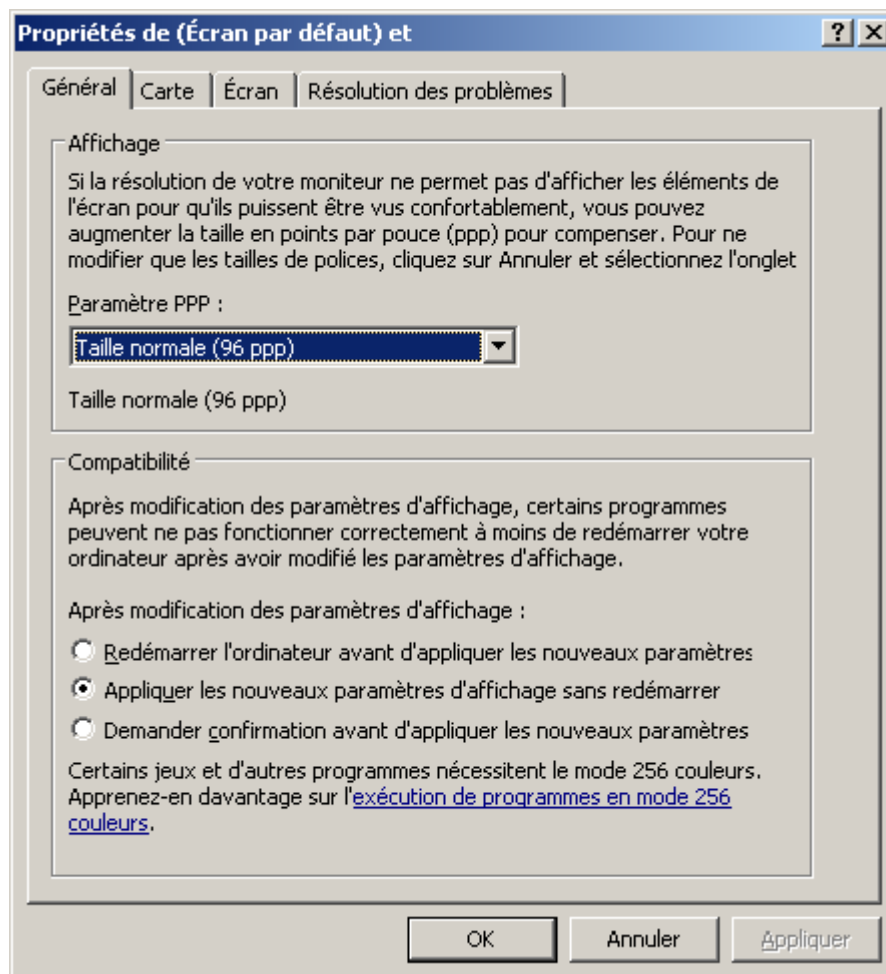 Propriétés de (Écran par défaut) et
Général Carte Écran Résolution des problèmes
Affichage
Si la résolution de votre moniteur ne permet pas d'afficher les éléments de
l'écran pour qu'ils puissent être vus confortablement, vous pouvez
augmenter la taille en points par pouce (ppp) pour compenser. Pour ne
modifier que les tailles de polices, cliquez sur Annuler et sélectionnez l'onglet
Paramètre PPP :
Taille normale (96 ppp)
Taille normale (96 ppp)
Compatibilité
Après modification des paramètres d'affichage, certains programmes
peuvent ne pas fonctionner correctement à moins de redémarrer votre
ordinateur après avoir modifié les paramètres d'affichage.
Après modification des paramètres d'affichage :
Redémarrer l'ordinateur avant d'appliquer les nouveaux paramètres
Appliquer les nouveaux paramètres d'affichage sans redémarrer
Demander confirmation avant d'appliquer les nouveaux paramètres
Certains jeux et d'autres programmes nécessitent le mode 256 couleurs.
Apprenez-en davantage sur l'exécution de programmes en mode 256
couleurs.
OK Annuler Appliquer